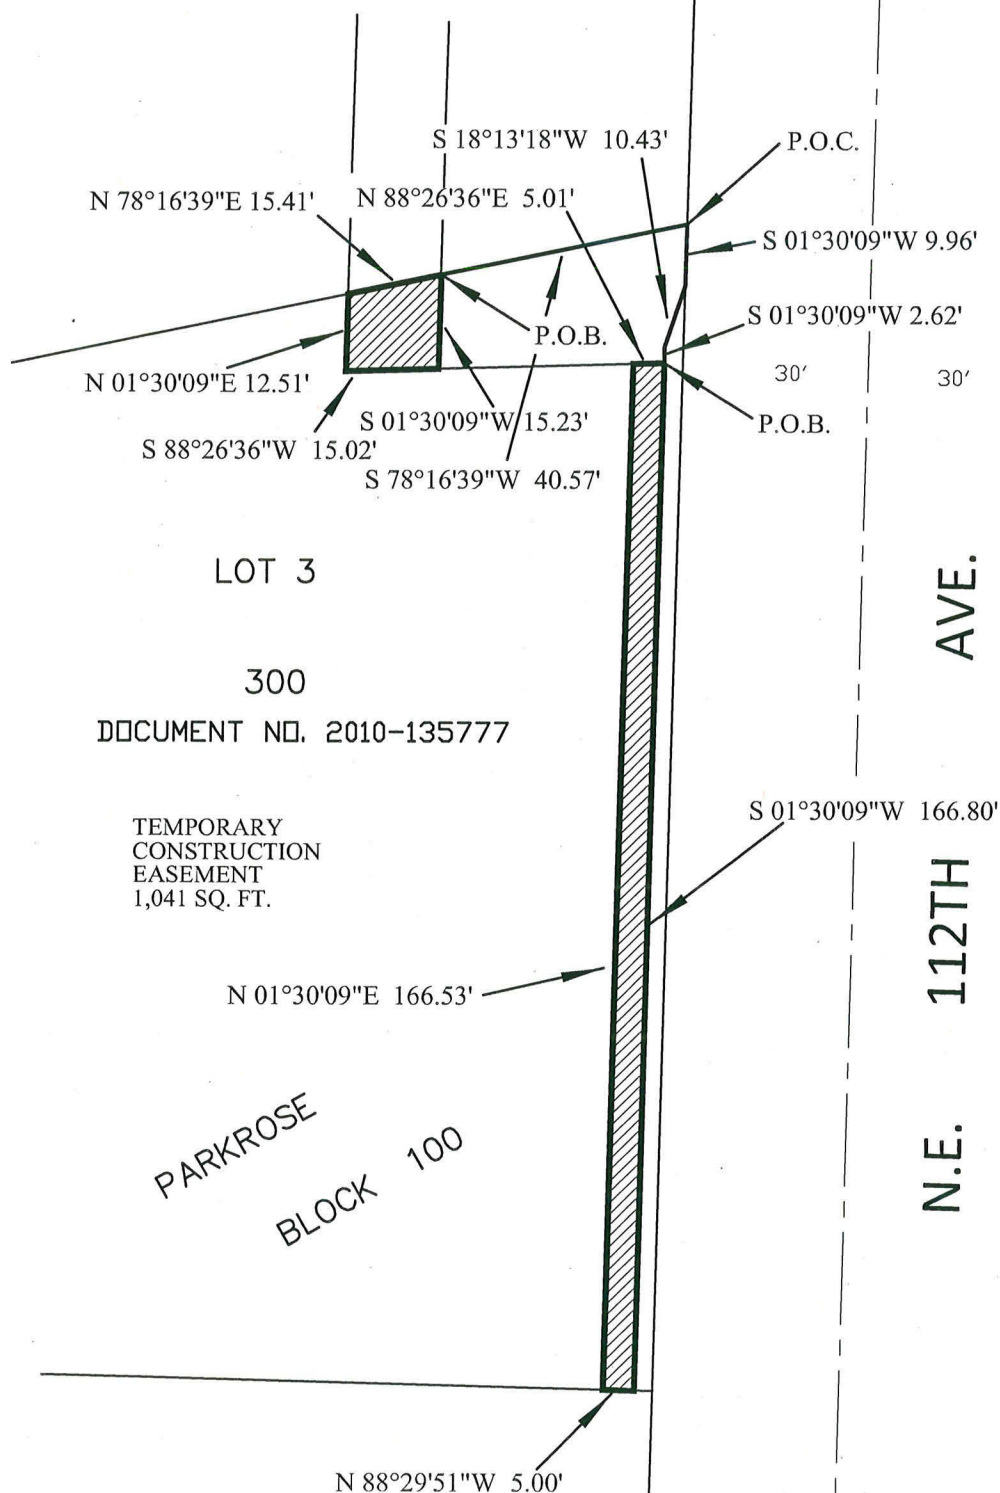 S 18°13'18"W 10.43'
P.O.C.
N 78°16'39"E 15.41'
N 88°26'36"E 5.01'
S 01°30'09"W 9.96'
S 01°30'09"W 2.62'
P.O.B.
N 01°30'09"E 12.51'
30'
30'
S 01°30'09"W 15.23'
P.O.B.
S 88°26'36"W 15.02'
S 78°16'39"W 40.57'
LOT 3
300
DOCUMENT NO. 2010-135777
TEMPORARY
CONSTRUCTION
EASEMENT
1,041 SQ. FT.
S 01°30'09"W 166.80'
N 01°30'09"E 166.53'
N.E. 112TH AVE.
PARKROSE
BLOCK 100
N 88°29'51"W 5.00'